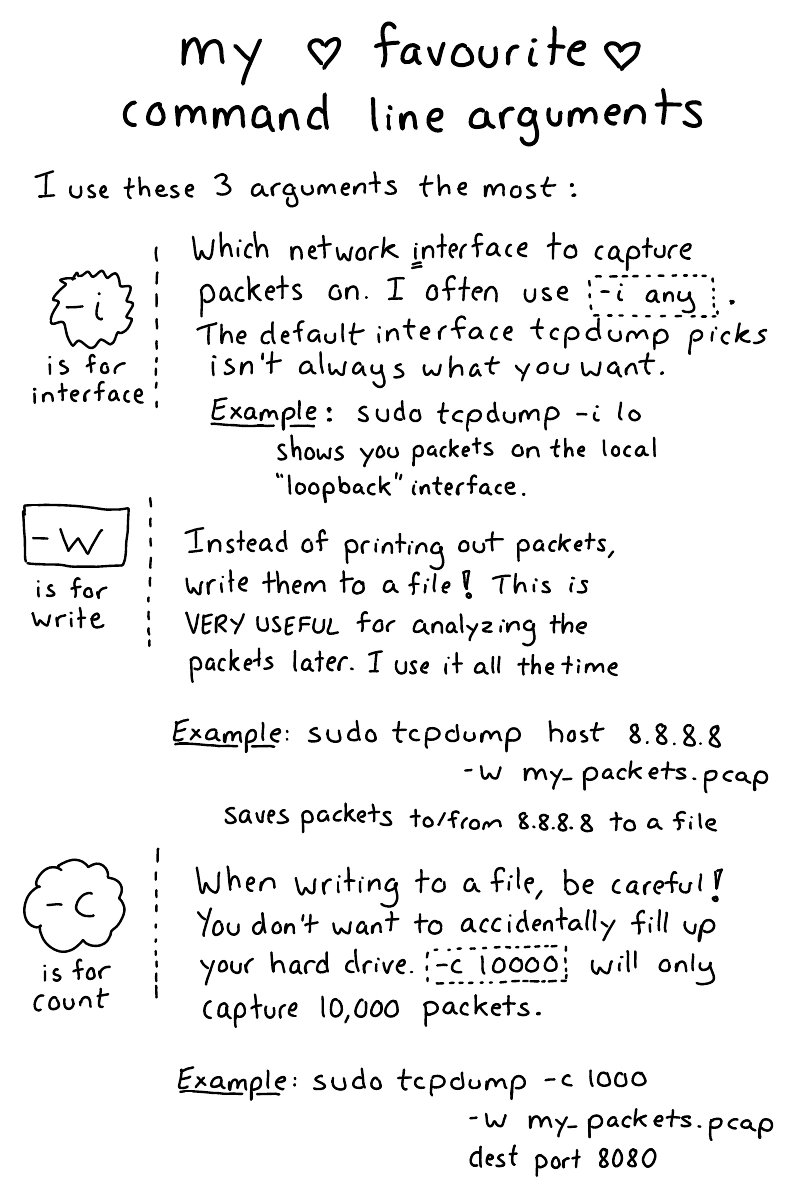 my ♡ favourite ♡
command line arguments
I use these 3 arguments the most:
-i
is for
interface
Which network interface to capture
packets on. I often use -i any.
The default interface tcpdump picks
isn't always what you want.
Example: sudo tcpdump -i lo
shows you packets on the local
"loopback" interface.
-w
is for
write
Instead of printing out packets,
write them to a file! This is
VERY USEFUL for analyzing the
packets later. I use it all the time
Example: sudo tcpdump host 8.8.8.8
-w my_packets.pcap
saves packets to/from 8.8.8.8 to a file
-c
is for
count
When writing to a file, be careful!
You don't want to accidentally fill up
your hard drive. -c 10000 will only
capture 10,000 packets.
Example: sudo tcpdump -c 1000
-w my_packets.pcap
dest port 8080